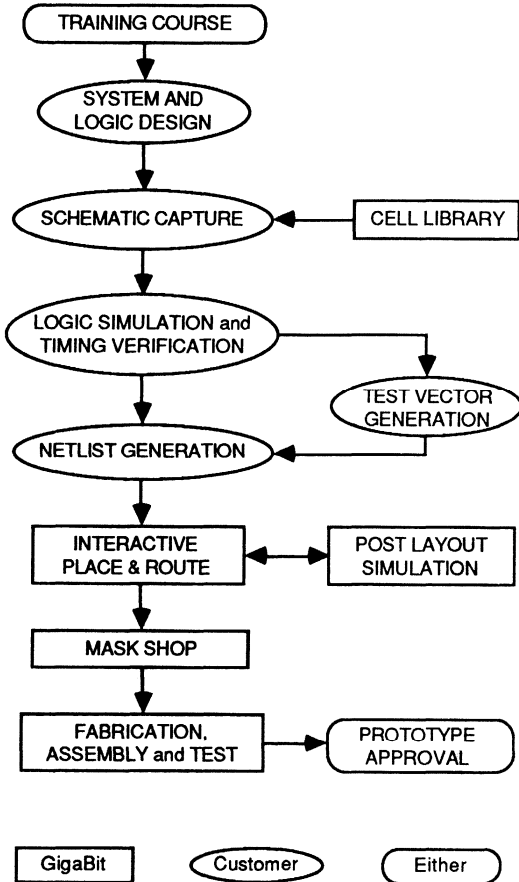 TRAINING COURSE
SYSTEM AND
LOGIC DESIGN
SCHEMATIC CAPTURE
CELL LIBRARY
LOGIC SIMULATION and
TIMING VERIFICATION
TEST VECTOR
GENERATION
NETLIST GENERATION
INTERACTIVE
PLACE & ROUTE
POST LAYOUT
SIMULATION
MASK SHOP
FABRICATION,
ASSEMBLY and TEST
PROTOTYPE
APPROVAL
GigaBit
Customer
Either